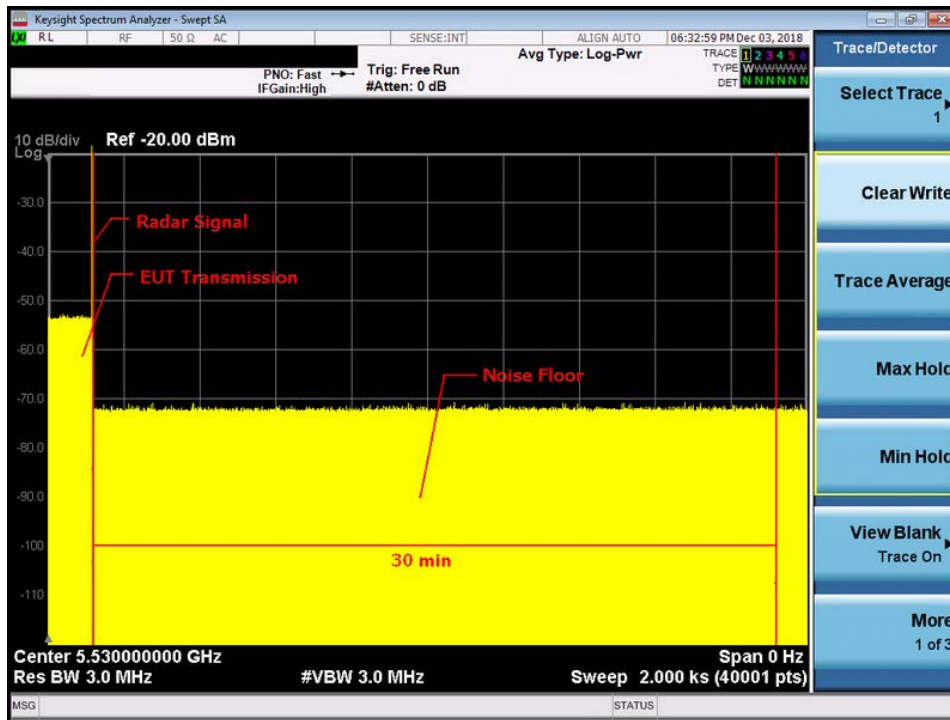 Keysight Spectrum Analyzer - Swept SA
LXI RL RF 50 Ω AC SENSE:INT ALIGN AUTO 06:32:59 PM Dec 03, 2018
Trace/Detector
Avg Type: Log-Pwr
TRACE 1 2 3 4 5 6
PNO: Fast
Trig: Free Run
TYPE WWWWWW
IFGain:High
#Atten: 0 dB
DET N N N N N N
Select Trace
1
10 dB/div
Ref -20.00 dBm
Log
Clear Write
-30.0
Radar Signal
-40.0
EUT Transmission
Trace Average
-50.0
-60.0
Noise Floor
Max Hold
-70.0
-80.0
Min Hold
-90.0
View Blank
Trace On
-100
30 min
-110
More
1 of 3
Center 5.530000000 GHz
Span 0 Hz
Res BW 3.0 MHz
#VBW 3.0 MHz
Sweep 2.000 ks (40001 pts)
MSG
STATUS